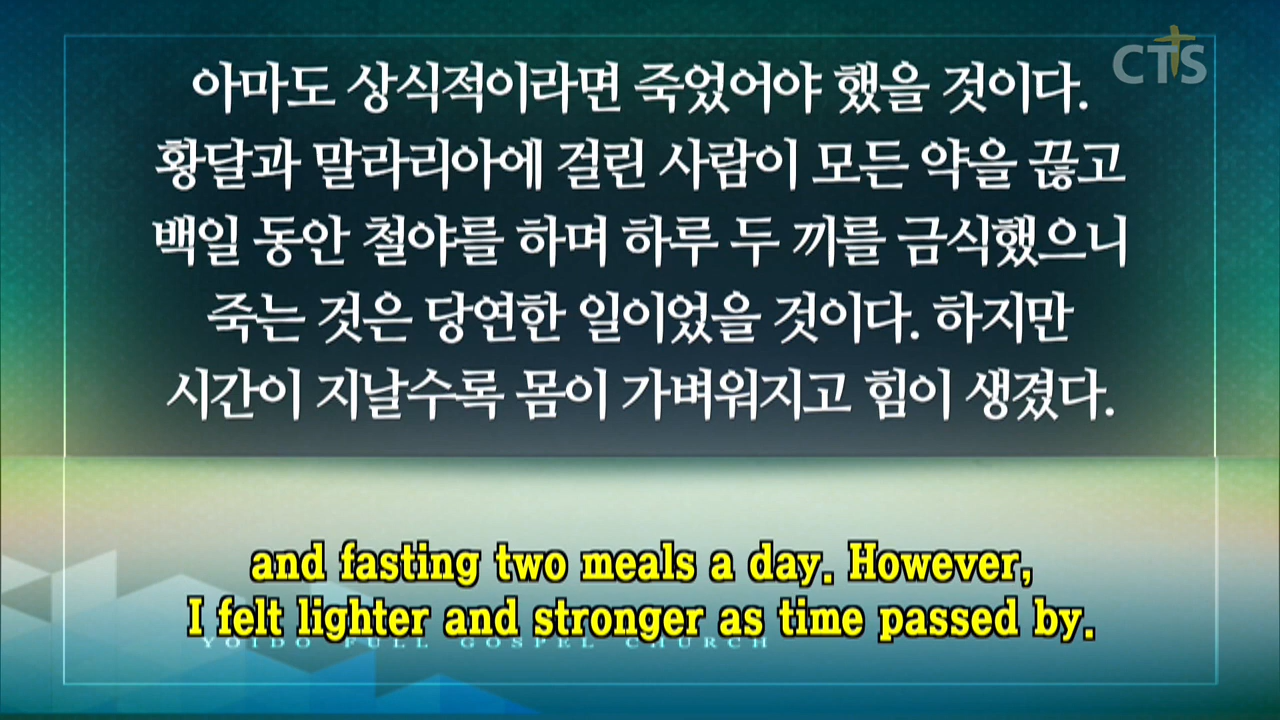 CTS
아마도 상식적이라면 죽었어야 했을 것이다.
황달과 말라리아에 걸린 사람이 모든 약을 끊고
백일 동안 철야를 하며 하루 두 끼를 금식했으니
죽는 것은 당연한 일이었을 것이다. 하지만
시간이 지날수록 몸이 가벼워지고 힘이 생겼다.
and fasting two meals a day. However,
I felt lighter and stronger as time passed by.
YOIDO FULL GOSPEL CHURCH